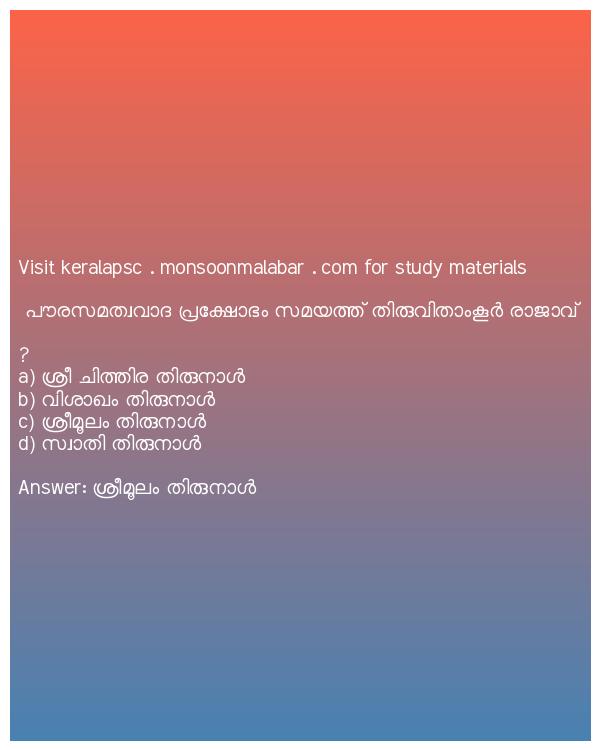 Visit keralapsc . monsoonmalabar . com for study materials
പൗരസമത്വവാദ പ്രക്ഷോഭം സമയത്ത് തിരുവിതാംകൂർ രാജാവ്
?
a) ശ്രീ ചിത്തിര തിരുനാൾ
b) വിശാഖം തിരുനാൾ
c) ശ്രീമൂലം തിരുനാൾ
d) സ്വാതി തിരുനാൾ
Answer: ശ്രീമൂലം തിരുനാൾ